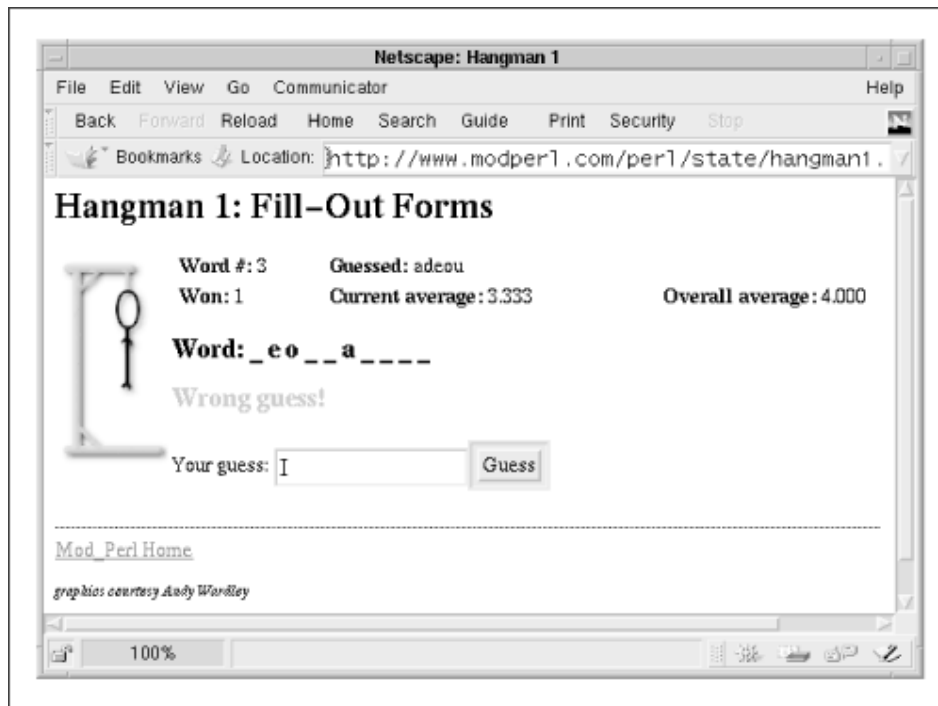 Netscape: Hangman 1
File Edit View Go Communicator Help
Back Forward Reload Home Search Guide Print Security Stop
Bookmarks Location: http://www.modperl.com/perl/state/hangman1.
Hangman 1: Fill-Out Forms
Word #: 3 Guessed: adeou
Won: 1 Current average: 3.333 Overall average: 4.000
Word: _ e o _ _ a _ _ _ _
Wrong guess!
Your guess: Guess
Mod_Perl Home
graphics courtesy Andy Wardley
100%